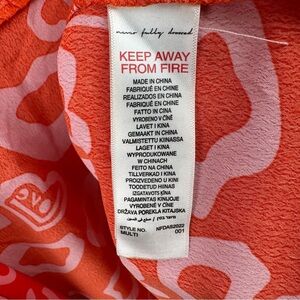 never fully dressed
KEEP AWAY
FROM FIRE
MADE IN CHINA
FABRIQUÉ EN CHINE
REALIZADOS EN CHINA
FABRIQUÉ EN CHINE
FATTO IN CINA
VYROBENO V ČÍNĚ
LAVET I KINA
GEMAAKT IN CHINA
VALMISTETTU KIINASSA
LAGET I KINA
WYPRODUKOWANE
W CHINACH
FEITO NA CHINA
TILLVERKAD I KINA
PROIZVEDENO U KINI
TOODETUD HIINAS
IZGATAVOTS ĶĪNĀ
PAGAMINTAS KINIJOJE
VYROBENÉ V ČÍNE
DRŽAVA POREKLA KITAJSKA
STYLE NO. NFDAS2022
MULTI 001